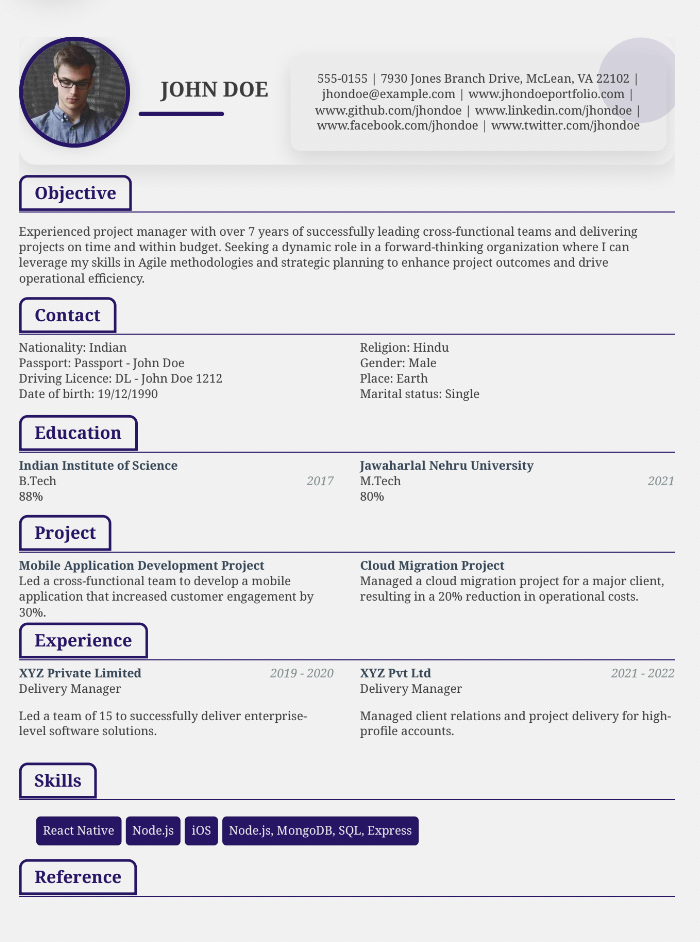 JOHN DOE
555-0155 | 7930 Jones Branch Drive, McLean, VA 22102 |
jhondoe@example.com | www.jhondoeportfolio.com |
www.github.com/jhondoe | www.linkedin.com/jhondoe |
www.facebook.com/jhondoe | www.twitter.com/jhondoe
Objective
Experienced project manager with over 7 years of successfully leading cross-functional teams and delivering
projects on time and within budget. Seeking a dynamic role in a forward-thinking organization where I can
leverage my skills in Agile methodologies and strategic planning to enhance project outcomes and drive
operational efficiency.
Contact
Nationality: Indian
Passport: Passport - John Doe
Driving Licence: DL - John Doe 1212
Date of birth: 19/12/1990
Religion: Hindu
Gender: Male
Place: Earth
Marital status: Single
Education
Indian Institute of Science
B.Tech 2017
88%
Jawaharlal Nehru University
M.Tech 2021
80%
Project
Mobile Application Development Project
Led a cross-functional team to develop a mobile
application that increased customer engagement by
30%.
Cloud Migration Project
Managed a cloud migration project for a major client,
resulting in a 20% reduction in operational costs.
Experience
XYZ Private Limited 2019 - 2020
Delivery Manager
Led a team of 15 to successfully deliver enterprise-
level software solutions.
XYZ Pvt Ltd 2021 - 2022
Delivery Manager
Managed client relations and project delivery for high-
profile accounts.
Skills
React Native Node.js iOS Node.js, MongoDB, SQL, Express
Reference